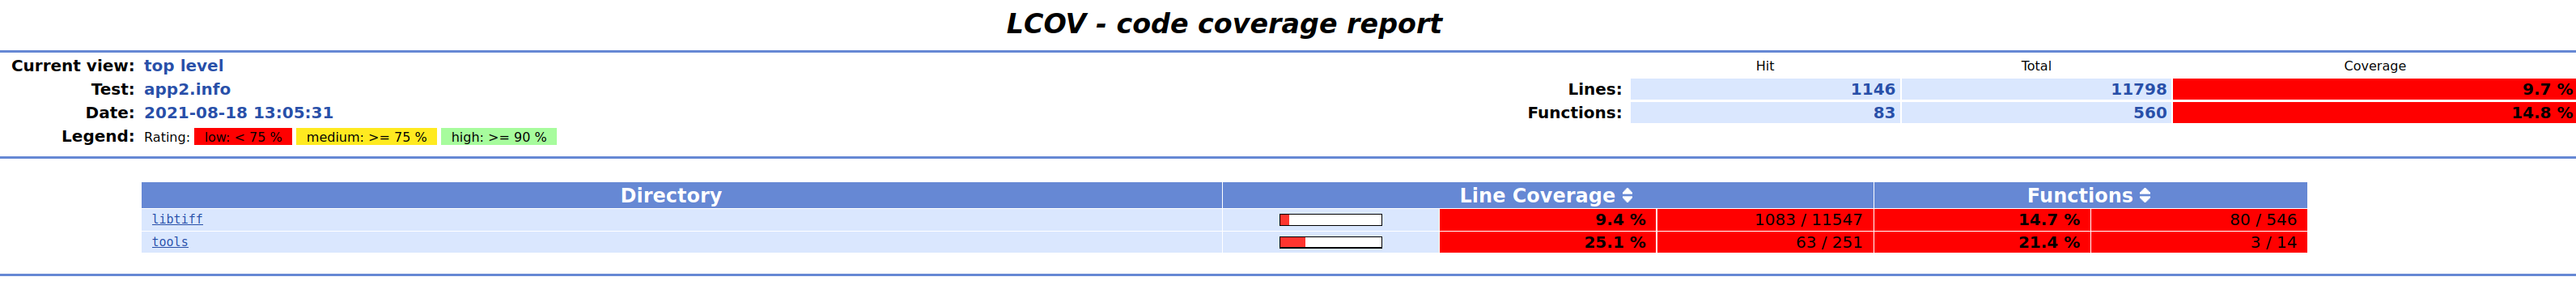 LCOV - code coverage report
Current view: top level
Hit Total Coverage
Test: app2.info
Lines: 1146 11798 9.7 %
Date: 2021-08-18 13:05:31
Functions: 83 560 14.8 %
Legend: Rating: low: < 75 % medium: >= 75 % high: >= 90 %
Directory Line Coverage Functions
libtiff 9.4 % 1083 / 11547 14.7 % 80 / 546
tools 25.1 % 63 / 251 21.4 % 3 / 14